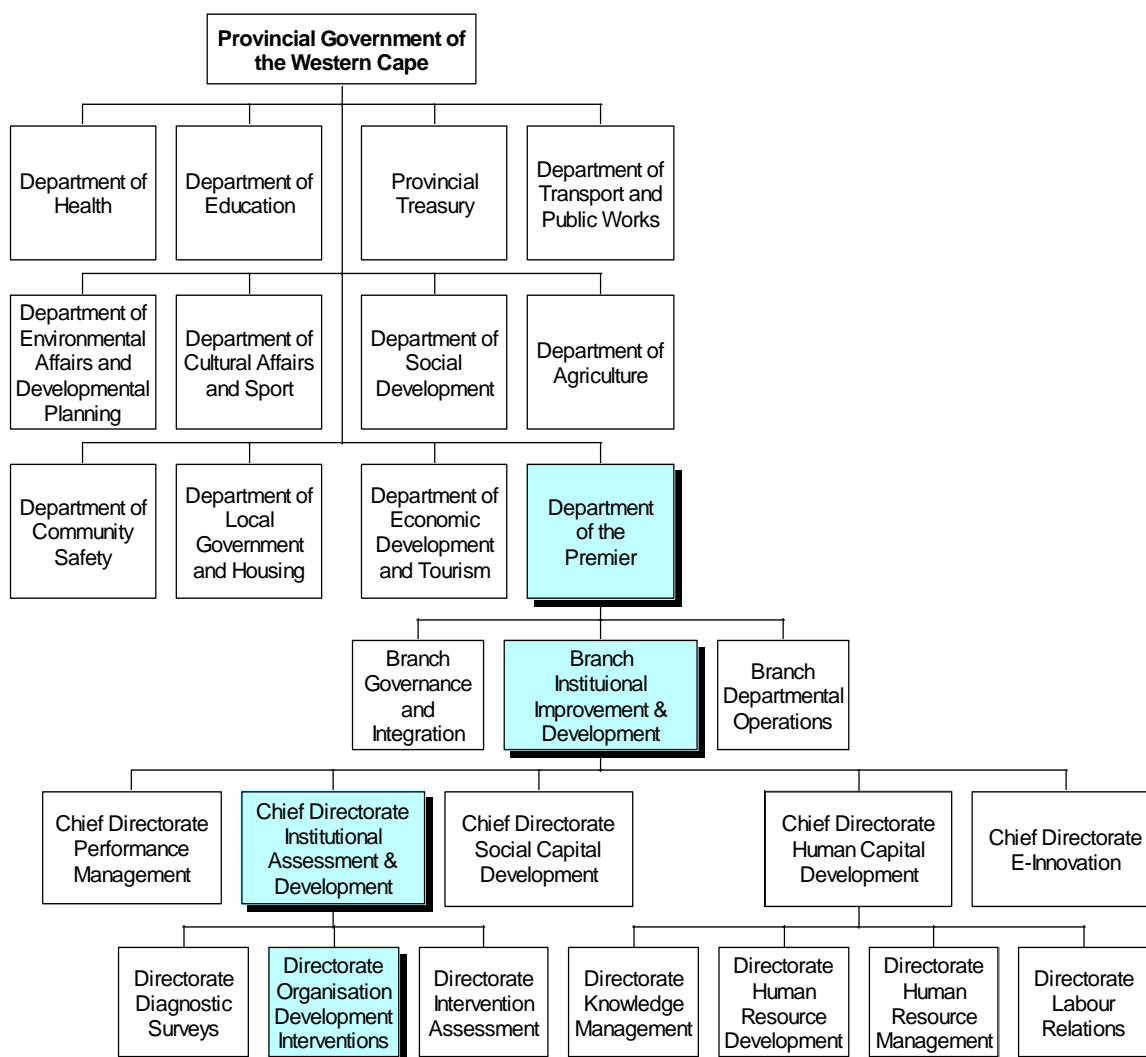 Provincial Government of
the Western Cape
Department of
Health
Department of
Education
Provincial
Treasury
Department of
Transport and
Public Works
Department of
Environmental
Affairs and
Developmental
Planning
Department of
Cultural Affairs
and Sport
Department of
Social
Development
Department of
Agriculture
Department of
Community
Safety
Department of
Local
Government
and Housing
Department of
Economic
Development
and Tourism
Department
of the
Premier
Branch
Governance
and
Integration
Branch
Instituional
Improvement &
Development
Branch
Departmental
Operations
Chief Directorate
Performance
Management
Chief Directorate
Institutional
Assessment &
Development
Chief Directorate
Social Capital
Development
Chief Directorate
Human Capital
Development
Chief Directorate
E-Innovation
Directorate
Diagnostic
Surveys
Directorate
Organisation
Development
Interventions
Directorate
Intervention
Assessment
Directorate
Knowledge
Management
Directorate
Human
Resource
Development
Directorate
Human
Resource
Management
Directorate
Labour
Relations